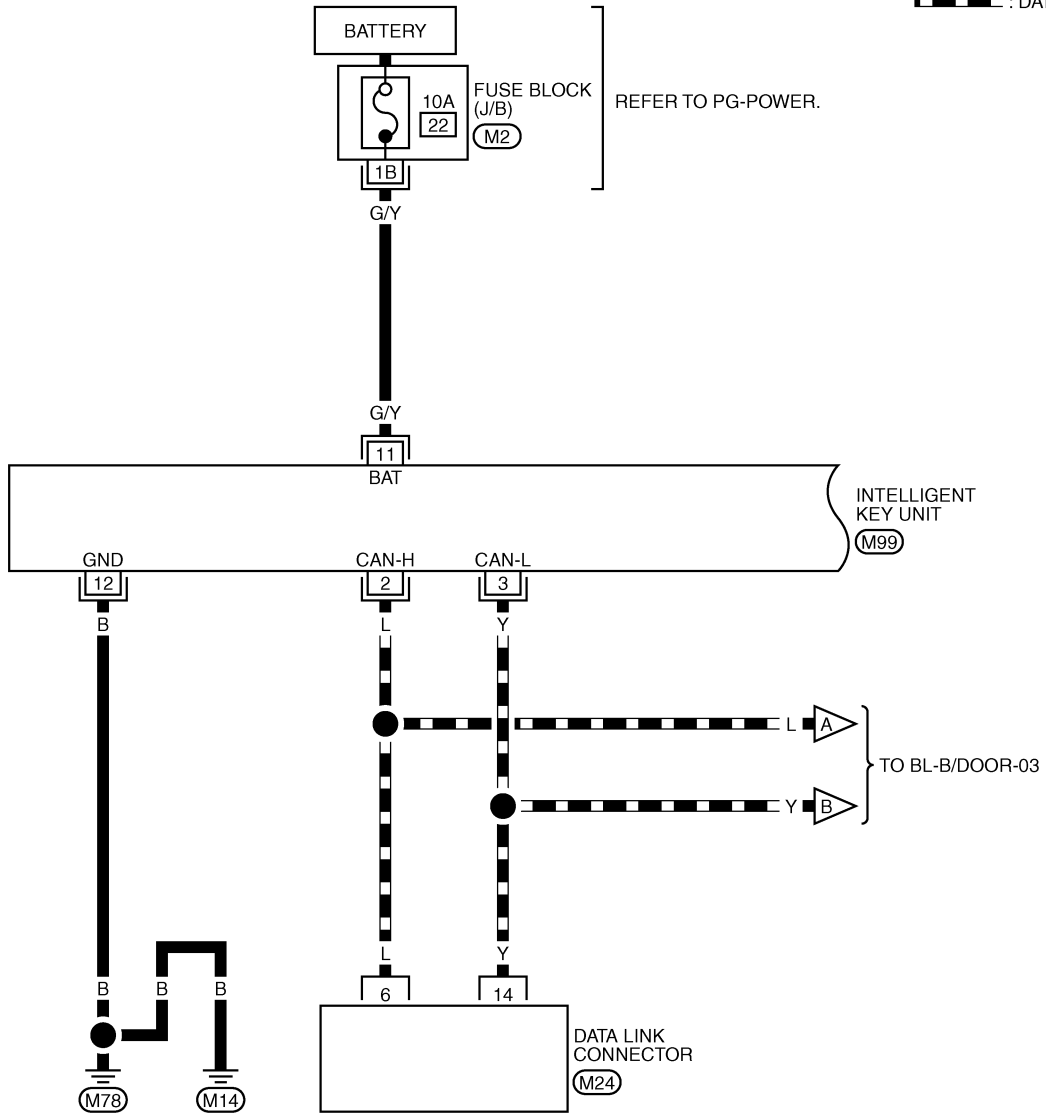 BATTERY
10A
22
FUSE BLOCK
(J/B)
M2
REFER TO PG-POWER.
1B
G/Y
G/Y
11
BAT
INTELLIGENT
KEY UNIT
M99
GND
CAN-H
CAN-L
12
2
3
B
L
Y
L
A
TO BL-B/DOOR-03
Y
B
L
Y
B
B
B
6
14
DATA LINK
CONNECTOR
M24
M78
M14